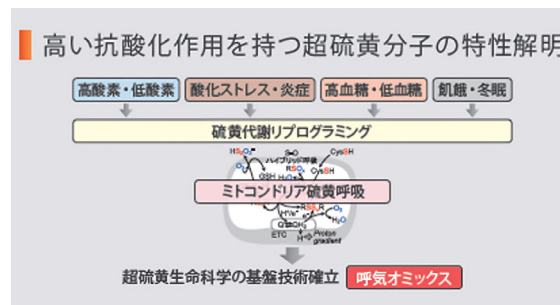 高い抗酸化作用を持つ超硫黄分子の特性解明
高酸素・低酸素 酸化ストレス・炎症 高血糖・低血糖 飢餓・冬眠
硫黄代謝リプログラミング
ハイブリッド呼吸
CysSH
O₂
GSH
CysSH
ミトコンドリア硫黄呼吸
O₂
H₂O
ETC
H⁺
Proton
gradient
超硫黄生命科学の基盤技術確立 呼気オミックス